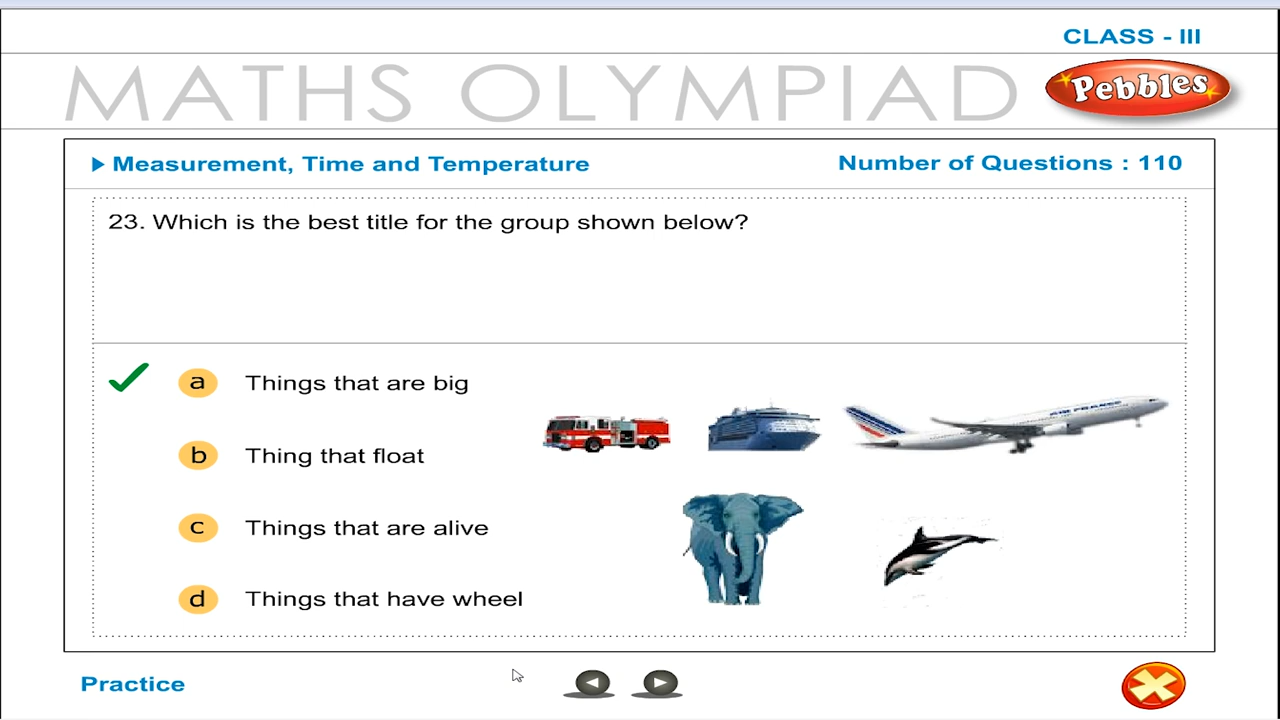 CLASS - III
MATHS OLYMPIAD
Pebbles
Measurement, Time and Temperature
Number of Questions : 110
23. Which is the best title for the group shown below?
a Things that are big
b Thing that float
c Things that are alive
d Things that have wheel
AIR FRANCE
Practice